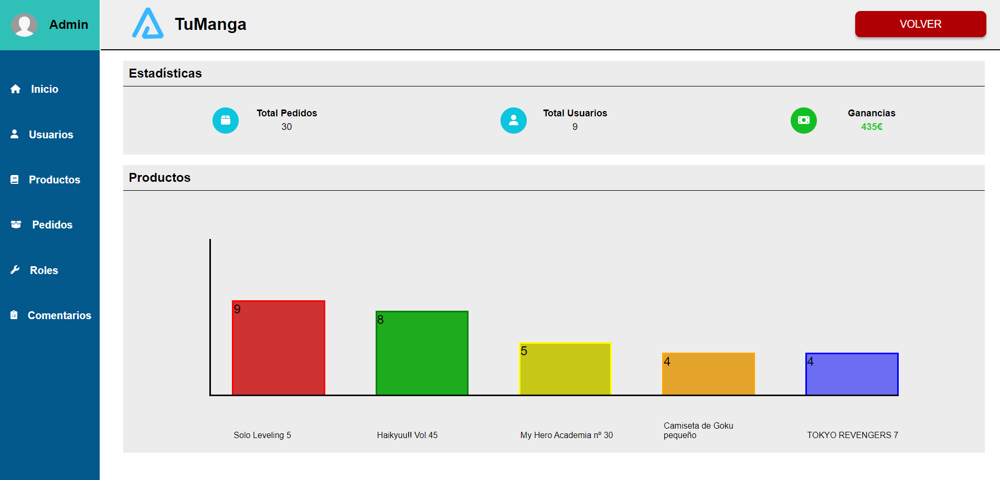 Admin
TuManga
VOLVER
Inicio
Usuarios
Productos
Pedidos
Roles
Comentarios
Estadísticas
Total Pedidos
30
Total Usuarios
9
Ganancias
435€
Productos
9
8
5
4
4
Solo Leveling 5
Haikyuu!! Vol.45
My Hero Academia nº 30
Camiseta de Goku
pequeño
TOKYO REVENGERS 7